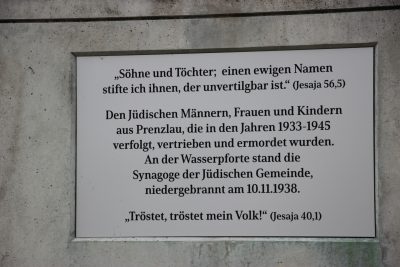 „Söhne und Töchter; einen ewigen Namen
stifte ich ihnen, der unvertilgbar ist.“ (Jesaja 56,5)
Den Jüdischen Männern, Frauen und Kindern
aus Prenzlau, die in den Jahren 1933-1945
verfolgt, vertrieben und ermordet wurden.
An der Wasserpforte stand die
Synagoge der Jüdischen Gemeinde,
niedergebrannt am 10.11.1938.
„Tröstet, tröstet mein Volk!“ (Jesaja 40,1)